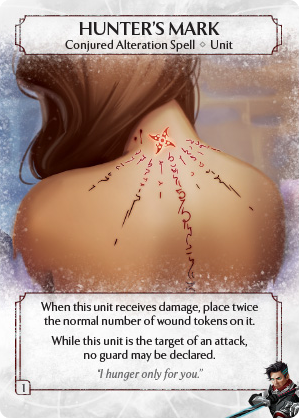 HUNTER'S MARK
Conjured Alteration Spell ⟐ Unit
When this unit receives damage, place twice
the normal number of wound tokens on it.
While this unit is the target of an attack,
no guard may be declared.
"I hunger only for you."
1